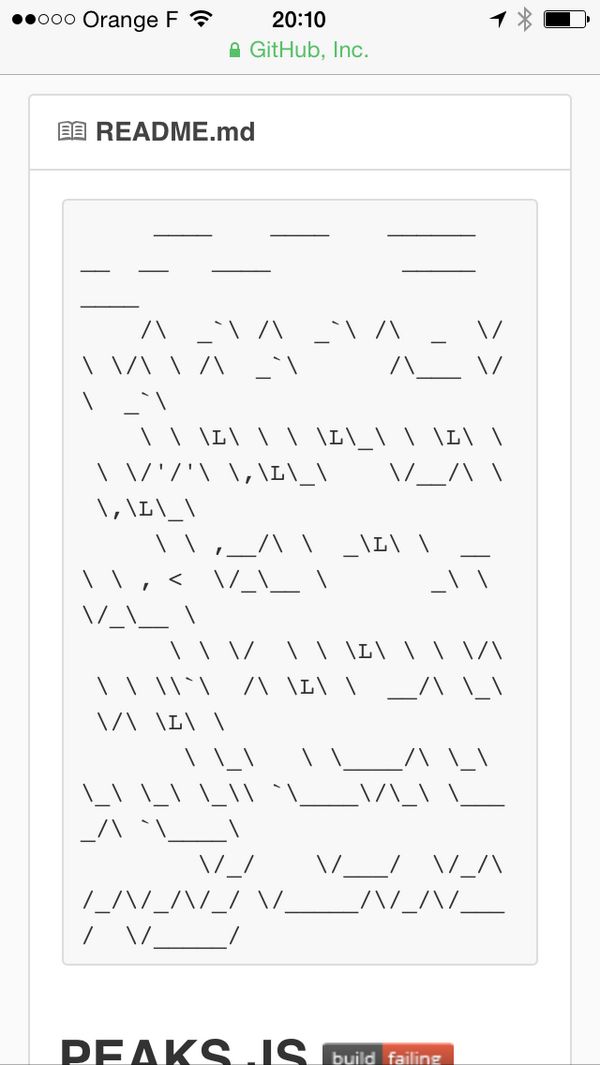 Orange F 20:10
GitHub, Inc.
README.md
     ____    ____    ______
__  __   ____         _____
____
    /\  _`\ /\  _`\ /\  _  \/
\ \/\ \ /\  _`\      /\___ \/
\  _`\
    \ \ \L\ \ \ \L\_\ \ \L\ \
 \ \/'/'\ \,\L\_\    \/__/\ \
 \,\L\_\
     \ \ ,__/\ \  _\L\ \  __
\ \ , <  \/_\__ \       _\ \
\/_\__ \
      \ \ \/  \ \ \L\ \ \ \/\
 \ \ \\`\  /\ \L\ \  __/\ \_\
 \/\ \L\ \
       \ \_\   \ \____/\ \_\
\_\ \_\ \_\\ `\____\/\_\ \___
_/\ `\____\
        \/_/    \/___/  \/_/\
/_/\/_/\/_/ \/_____/\/_/\/___
/  \/_____/
PEAKS.JS build failing